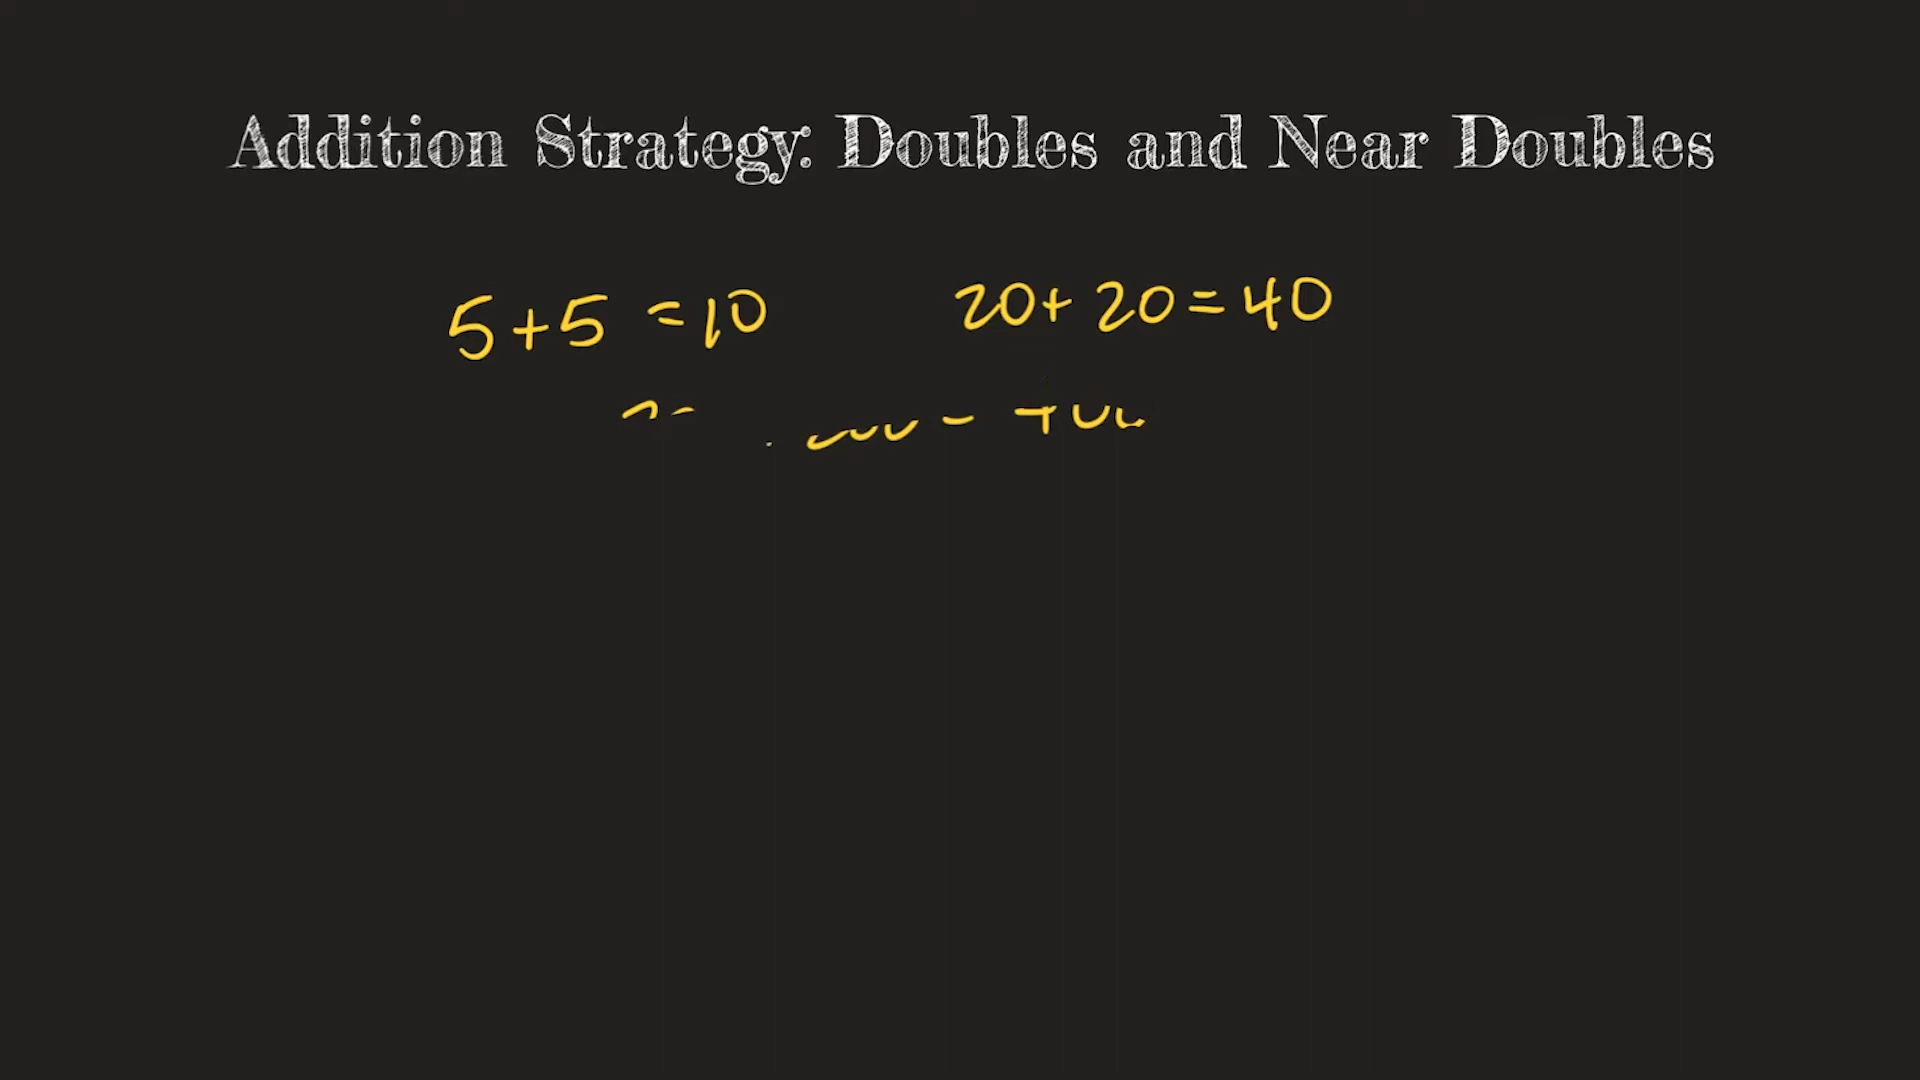 Addition Strategy: Doubles and Near Doubles
5+5=10 20+20=40